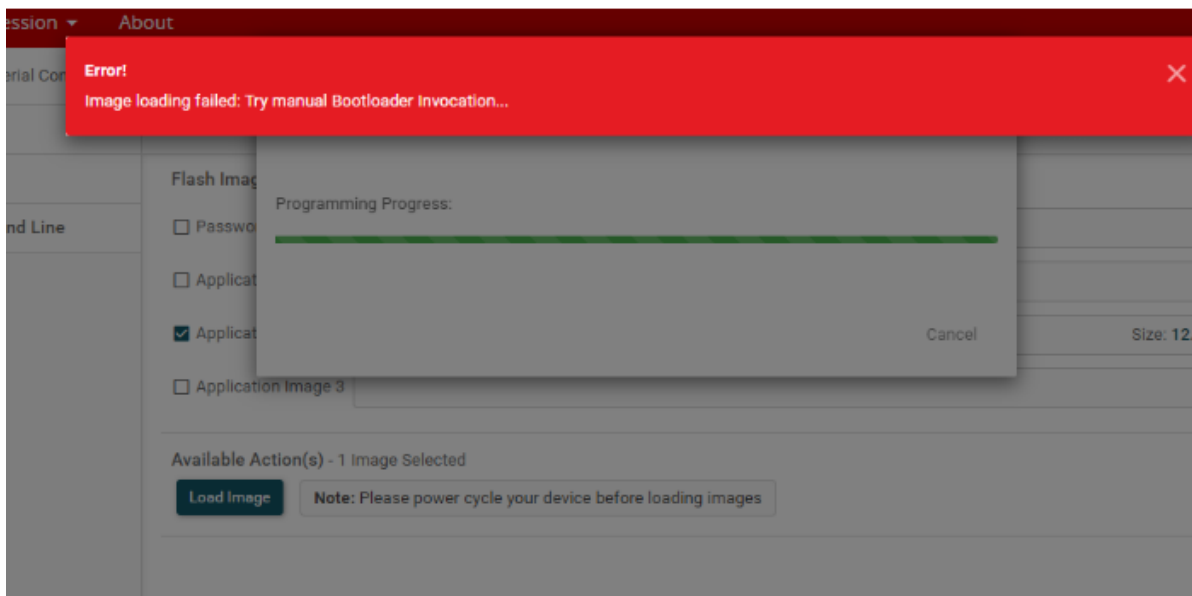 ession About
erial Con
Error!
Image loading failed: Try manual Bootloader Invocation...
Flash Imag
Programming Progress:
nd Line
Passwo
Applicat
Applicat
Cancel
Size: 12.
Application Image 3
Available Action(s) - 1 Image Selected
Load Image
Note: Please power cycle your device before loading images